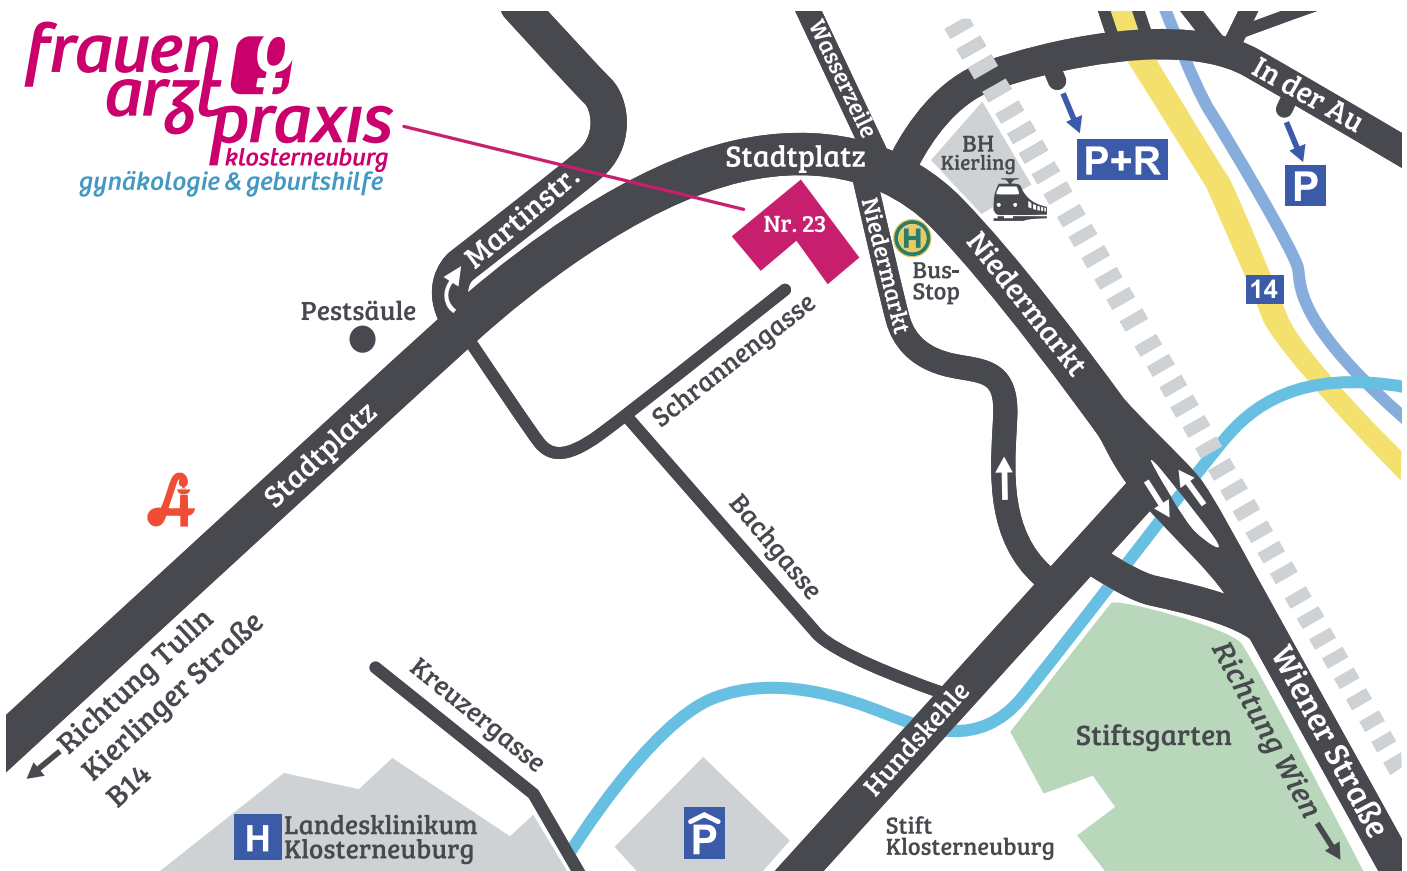 frauen
arzt
praxis
klosterneuburg
gynäkologie & geburtshilfe
Wasserzeile
In der Au
Stadtplatz
BH
Kierling
P+R
P
Martinstr.
Nr. 23
Niedermarkt
H
Bus-
Stop
Niedermarkt
14
Pestsäule
Schrannengasse
Stadtplatz
Bachgasse
Richtung Tulln
Kierlinger Straße
B14
Kreuzergasse
Hundskehle
Stiftsgarten
Richtung Wien
Wiener Straße
H
Landesklinikum
Klosterneuburg
P
Stift
Klosterneuburg